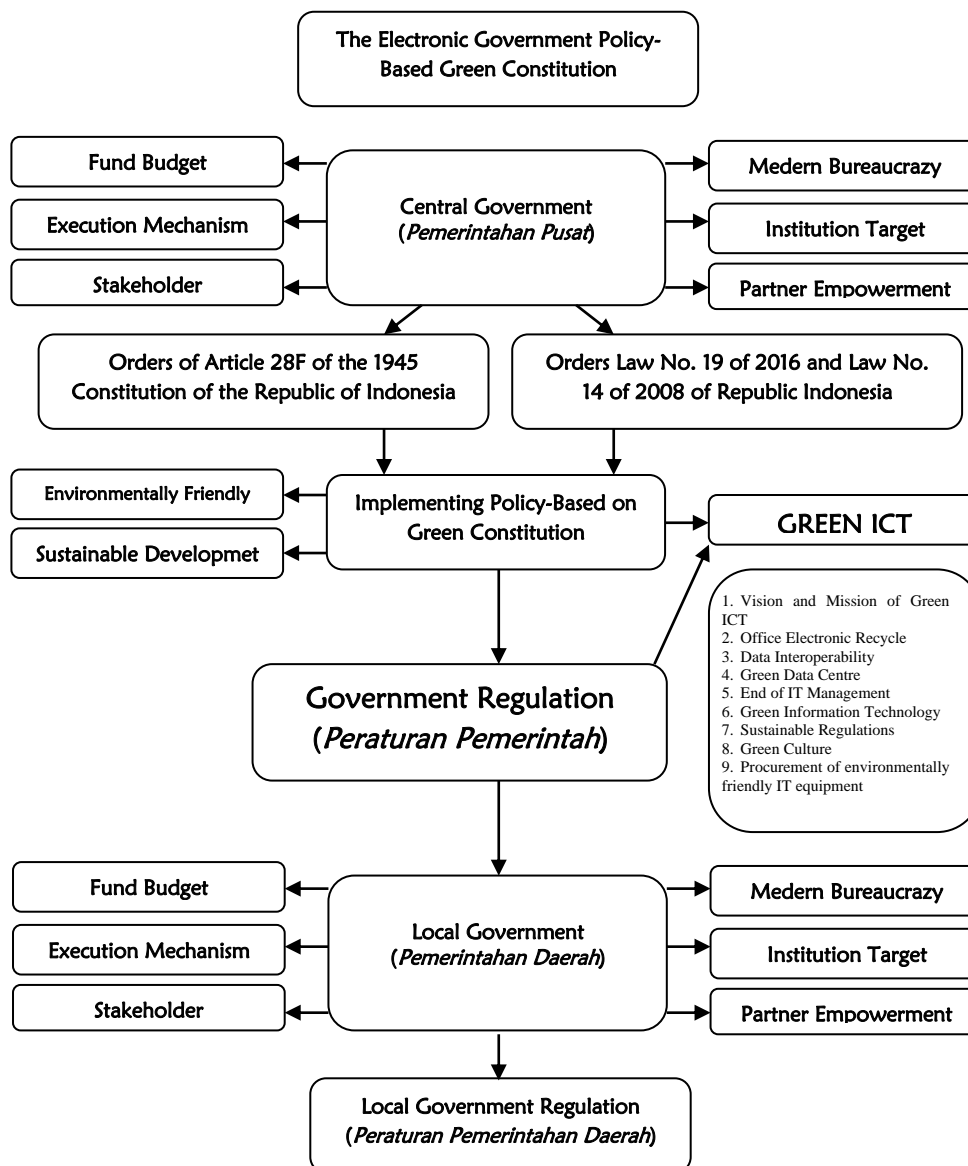 The Electronic Government Policy-
Based Green Constitution
Fund Budget
Execution Mechanism
Stakeholder
Central Government
(Pemerintahan Pusat)
Medern Bureaucrazy
Institution Target
Partner Empowerment
Orders of Article 28F of the 1945
Constitution of the Republic of Indonesia
Orders Law No. 19 of 2016 and Law No.
14 of 2008 of Republic Indonesia
Environmentally Friendly
Sustainable Developmet
Implementing Policy-Based on
Green Constitution
GREEN ICT
1. Vision and Mission of Green
ICT
2. Office Electronic Recycle
3. Data Interoperability
4. Green Data Centre
5. End of IT Management
6. Green Information Technology
7. Sustainable Regulations
8. Green Culture
9. Procurement of environmentally
friendly IT equipment
Government Regulation
(Peraturan Pemerintah)
Fund Budget
Execution Mechanism
Stakeholder
Local Government
(Pemerintahan Daerah)
Medern Bureaucrazy
Institution Target
Partner Empowerment
Local Government Regulation
(Peraturan Pemerintahan Daerah)